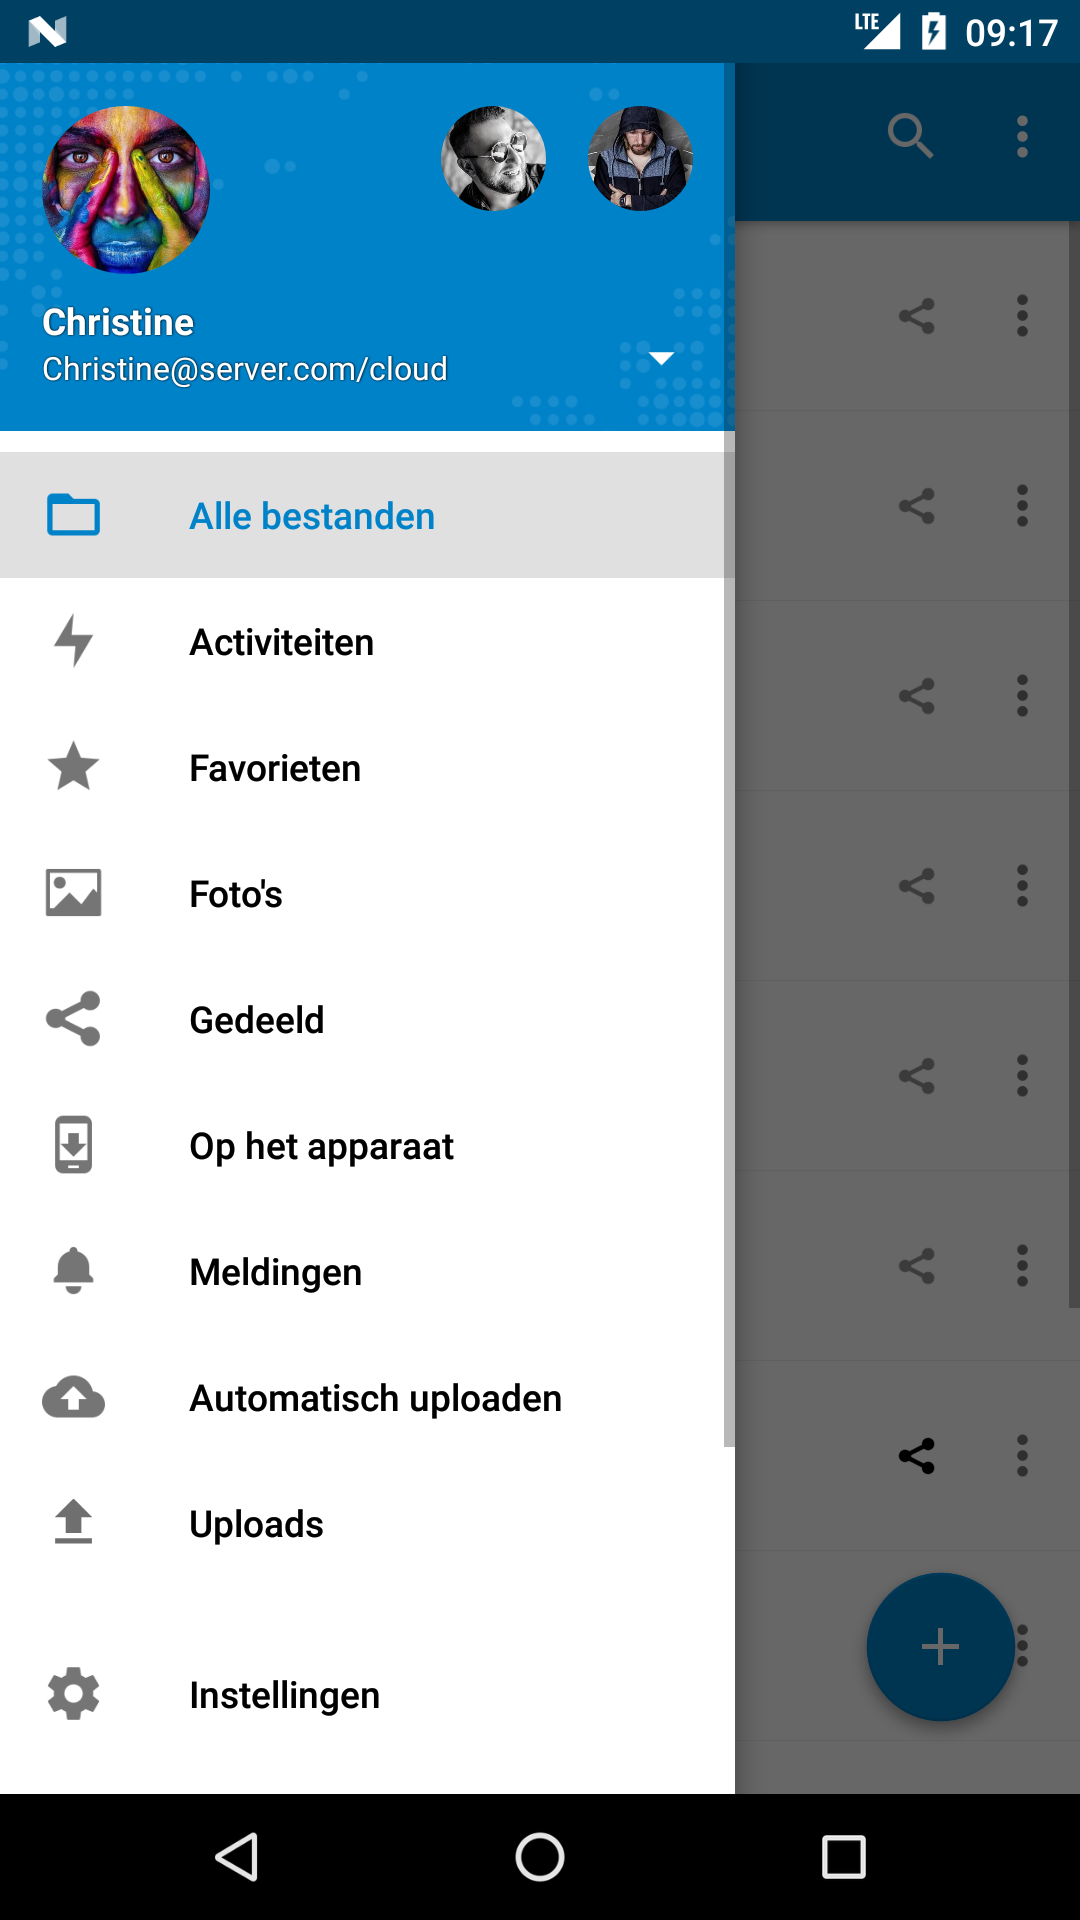 LTE 09:17
Christine
Christine@server.com/cloud
Alle bestanden
Activiteiten
Favorieten
Foto's
Gedeeld
Op het apparaat
Meldingen
Automatisch uploaden
Uploads
Instellingen